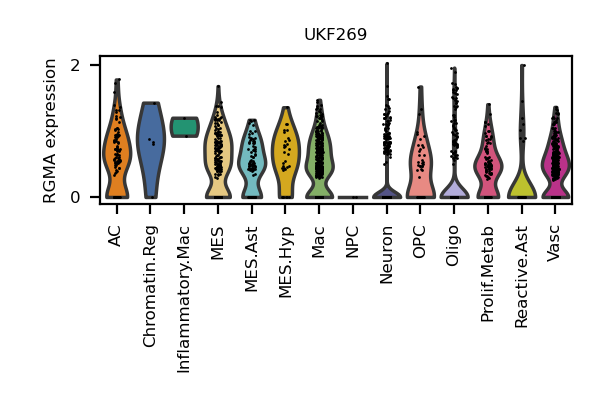 UKF269
RGMA expression
2
0
AC
Chromatin.Reg
Inflammatory.Mac
MES
MES.Ast
MES.Hyp
Mac
NPC
Neuron
OPC
Oligo
Prolif.Metab
Reactive.Ast
Vasc